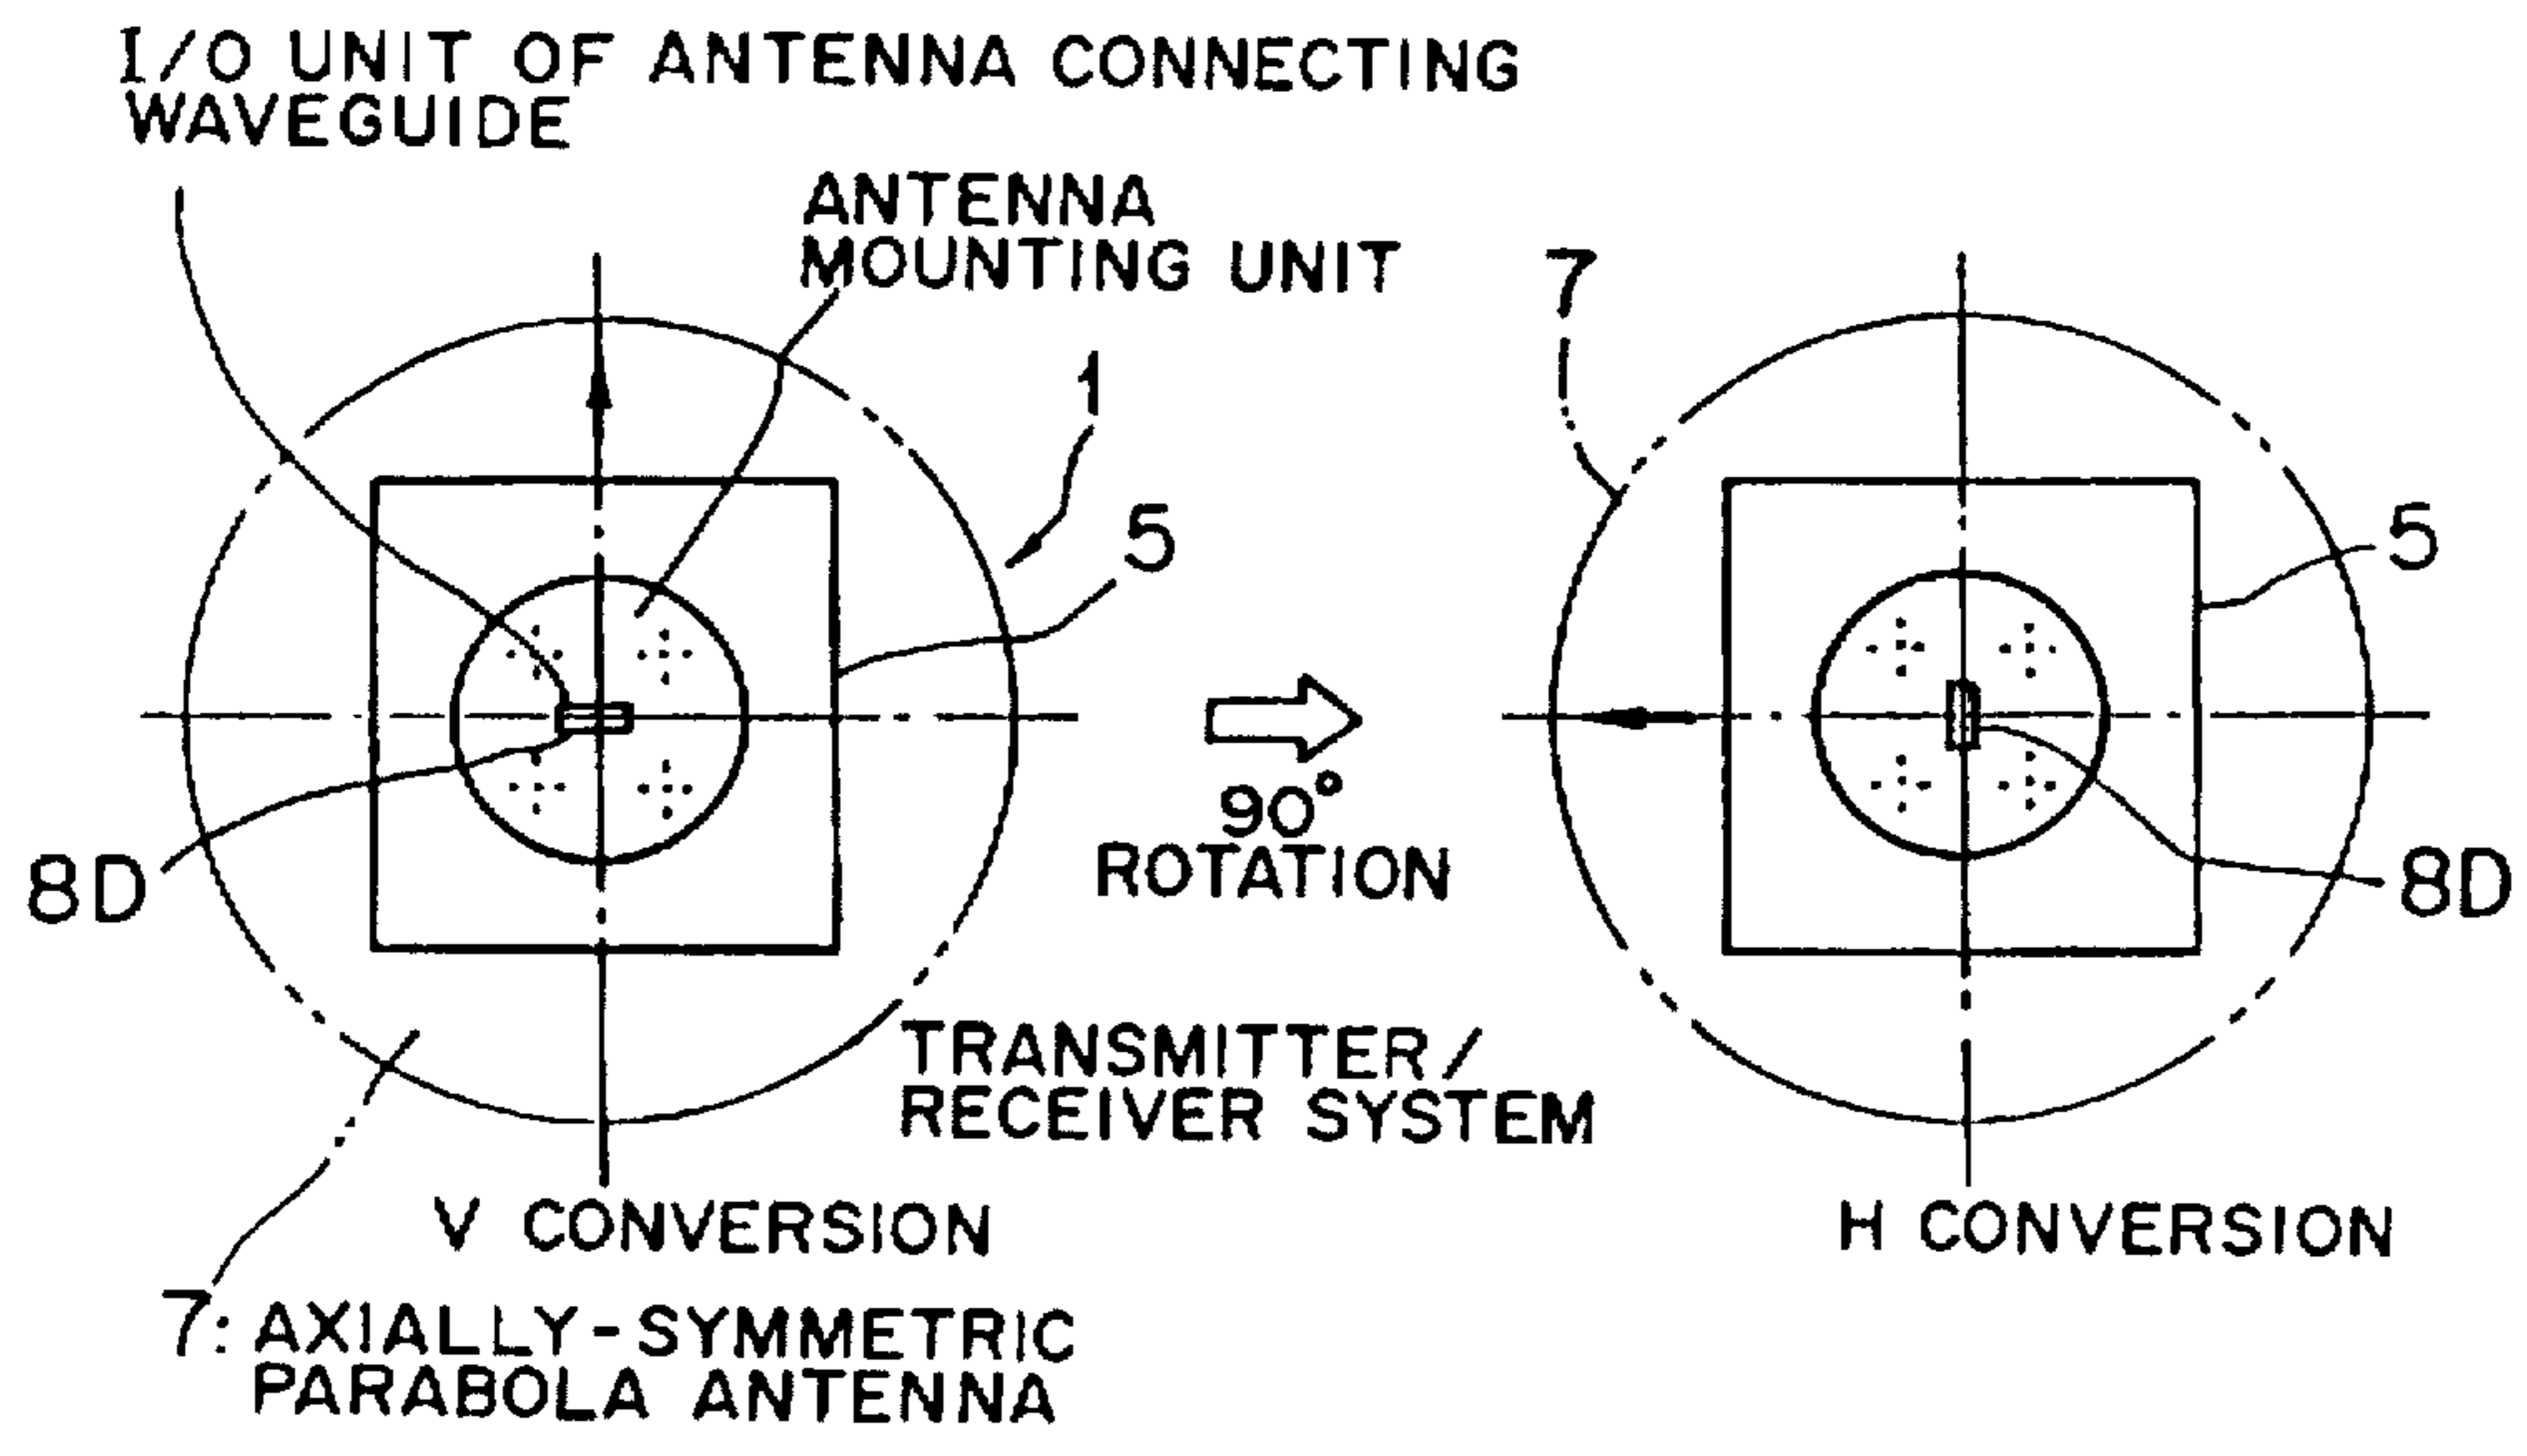 I/O UNIT OF ANTENNA CONNECTING
WAVEGUIDE
ANTENNA
MOUNTING UNIT
1
5
8D
7
5
8D
90°
ROTATION
TRANSMITTER/
RECEIVER SYSTEM
V CONVERSION
H CONVERSION
7: AXIALLY-SYMMETRIC
PARABOLA ANTENNA